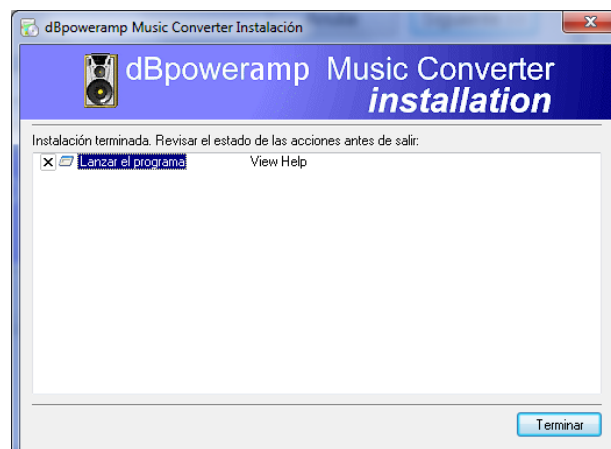 dBpoweramp Music Converter Instalación
dBpoweramp Music Converter
installation
Instalación terminada. Revisar el estado de las acciones antes de salir:
Lanzar el programa View Help
Terminar